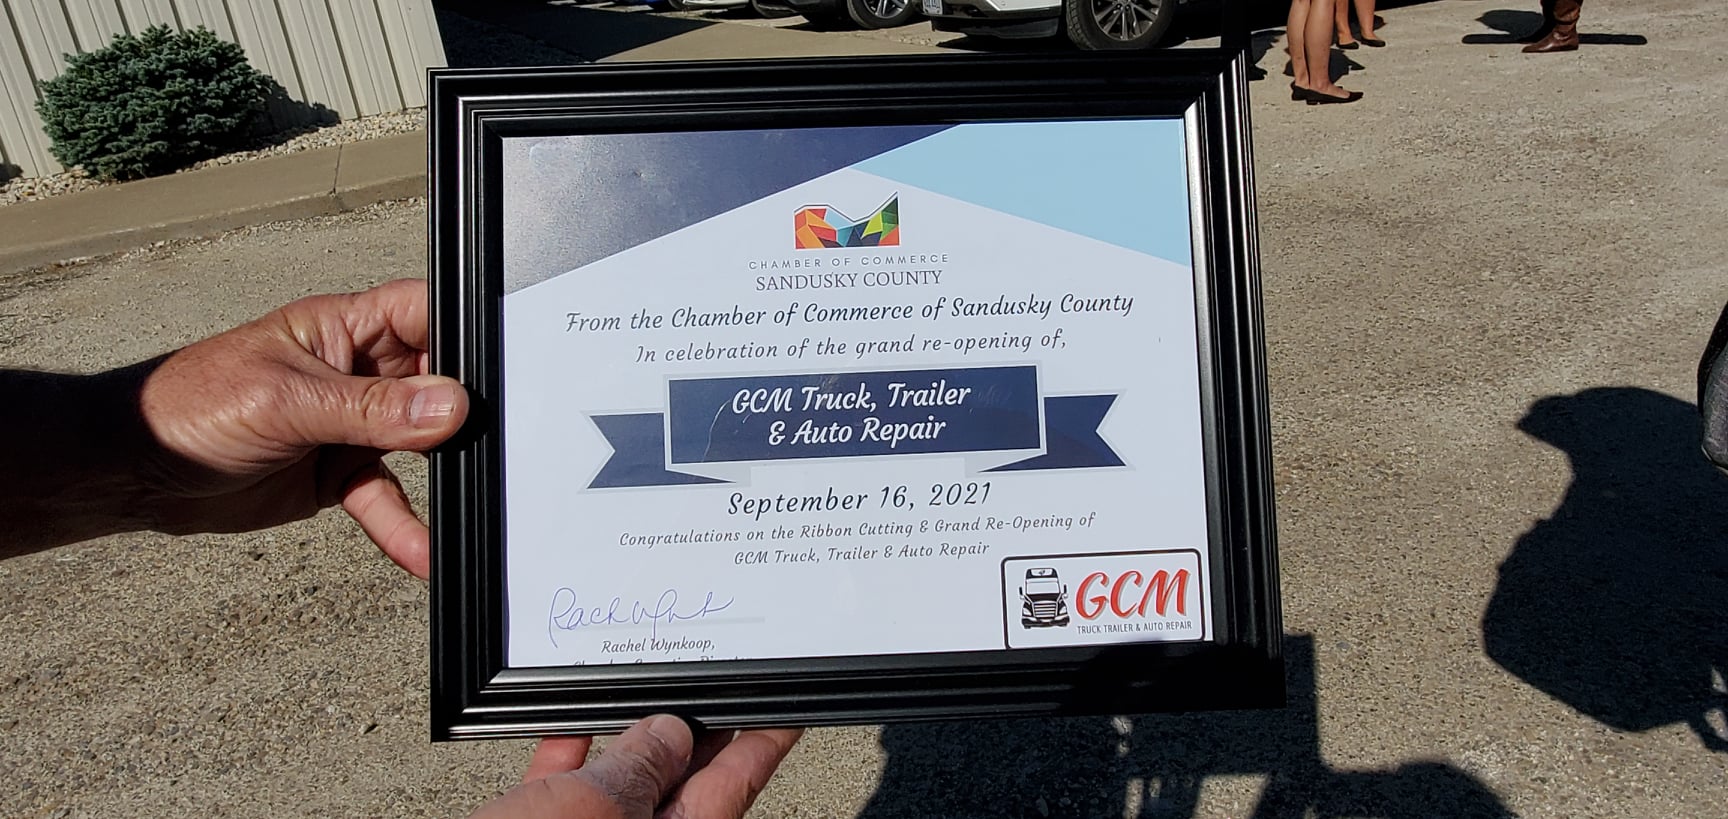 CHAMBER OF COMMERCE
SANDUSKY COUNTY
From the Chamber of Commerce of Sandusky County
In celebration of the grand re-opening of,
GCM Truck, Trailer
& Auto Repair
September 16, 2021
Congratulations on the Ribbon Cutting & Grand Re-Opening of
GCM Truck, Trailer & Auto Repair
Rachel Wynkoop,
GCM
TRUCK TRAILER & AUTO REPAIR